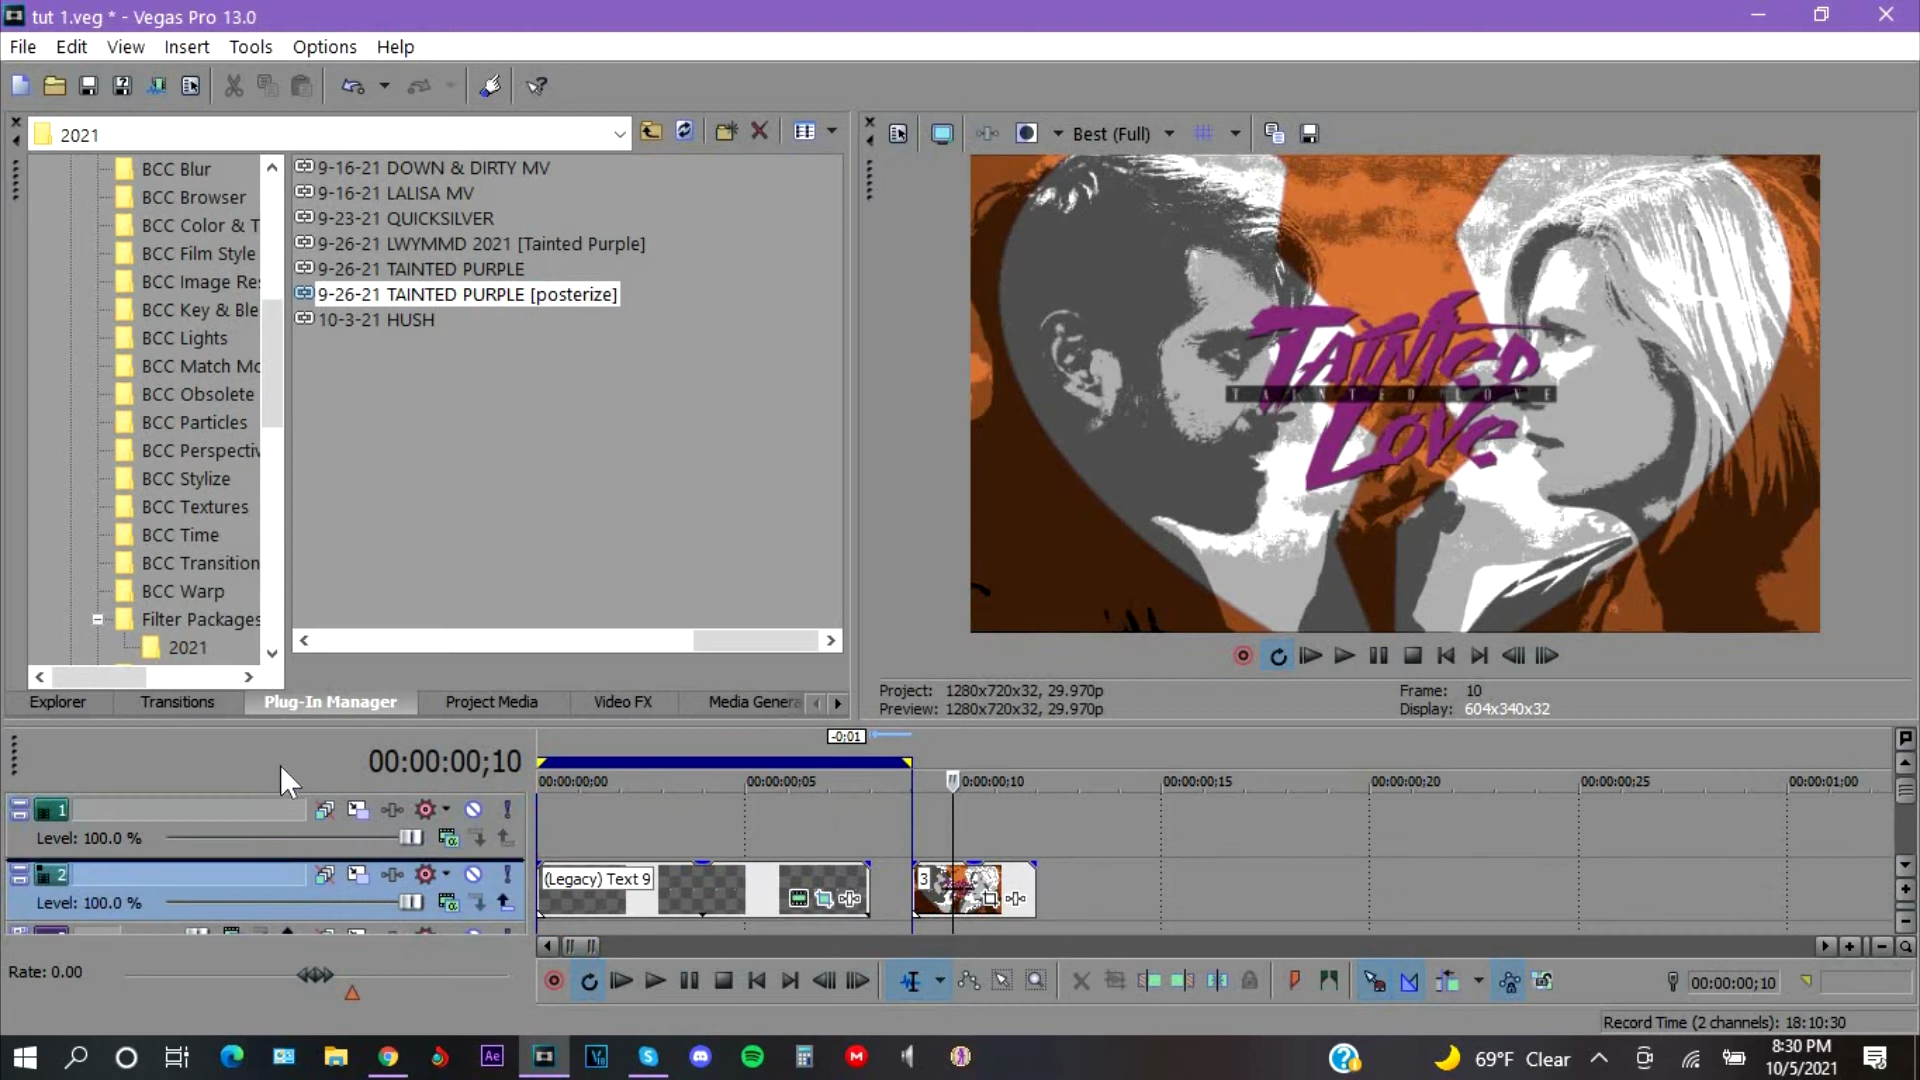 tut 1.veg * - Vegas Pro 13.0
File Edit View Insert Tools Options Help
2021
Best (Full)
BCC Blur
BCC Browser
BCC Color & T
BCC Film Style
BCC Image Re
BCC Key & Ble
BCC Lights
BCC Match Mo
BCC Obsolete
BCC Particles
BCC Perspectiv
BCC Stylize
BCC Textures
BCC Time
BCC Transition
BCC Warp
Filter Packages
2021
9-16-21 DOWN & DIRTY MV
9-16-21 LALISA MV
9-23-21 QUICKSILVER
9-26-21 LWYMMD 2021 [Tainted Purple]
9-26-21 TAINTED PURPLE
9-26-21 TAINTED PURPLE [posterize]
10-3-21 HUSH
TAINTED
TAINTED LOVE
LOVE
Explorer Transitions Plug-In Manager Project Media Video FX Media Genera
Project: 1280x720x32, 29.970p
Preview: 1280x720x32, 29.970p
Frame: 10
Display: 604x340x32
-0;01
00:00:00;10
00:00:00;00 00:00:00;05 0:00:00;10 00:00:00;15 00:00:00;20 00:00:00;25 00:00:01;00
1
Level: 100.0 %
2
Level: 100.0 %
(Legacy) Text 9
3
Rate: 0.00
00:00:00;10
Record Time (2 channels): 18:10:30
Ae
69°F Clear
8:30 PM
10/5/2021